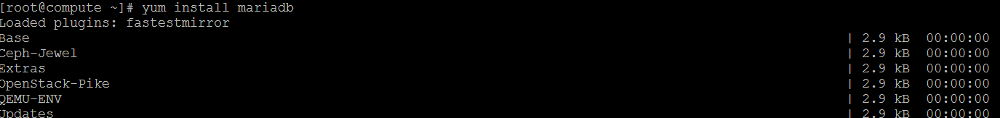 [root@compute ~]# yum install mariadb
Loaded plugins: fastestmirror
Base | 2.9 kB 00:00:00
Ceph-Jewel | 2.9 kB 00:00:00
Extras | 2.9 kB 00:00:00
OpenStack-Pike | 2.9 kB 00:00:00
QEMU-ENV | 2.9 kB 00:00:00
Updates | 2.9 kB 00:00:00